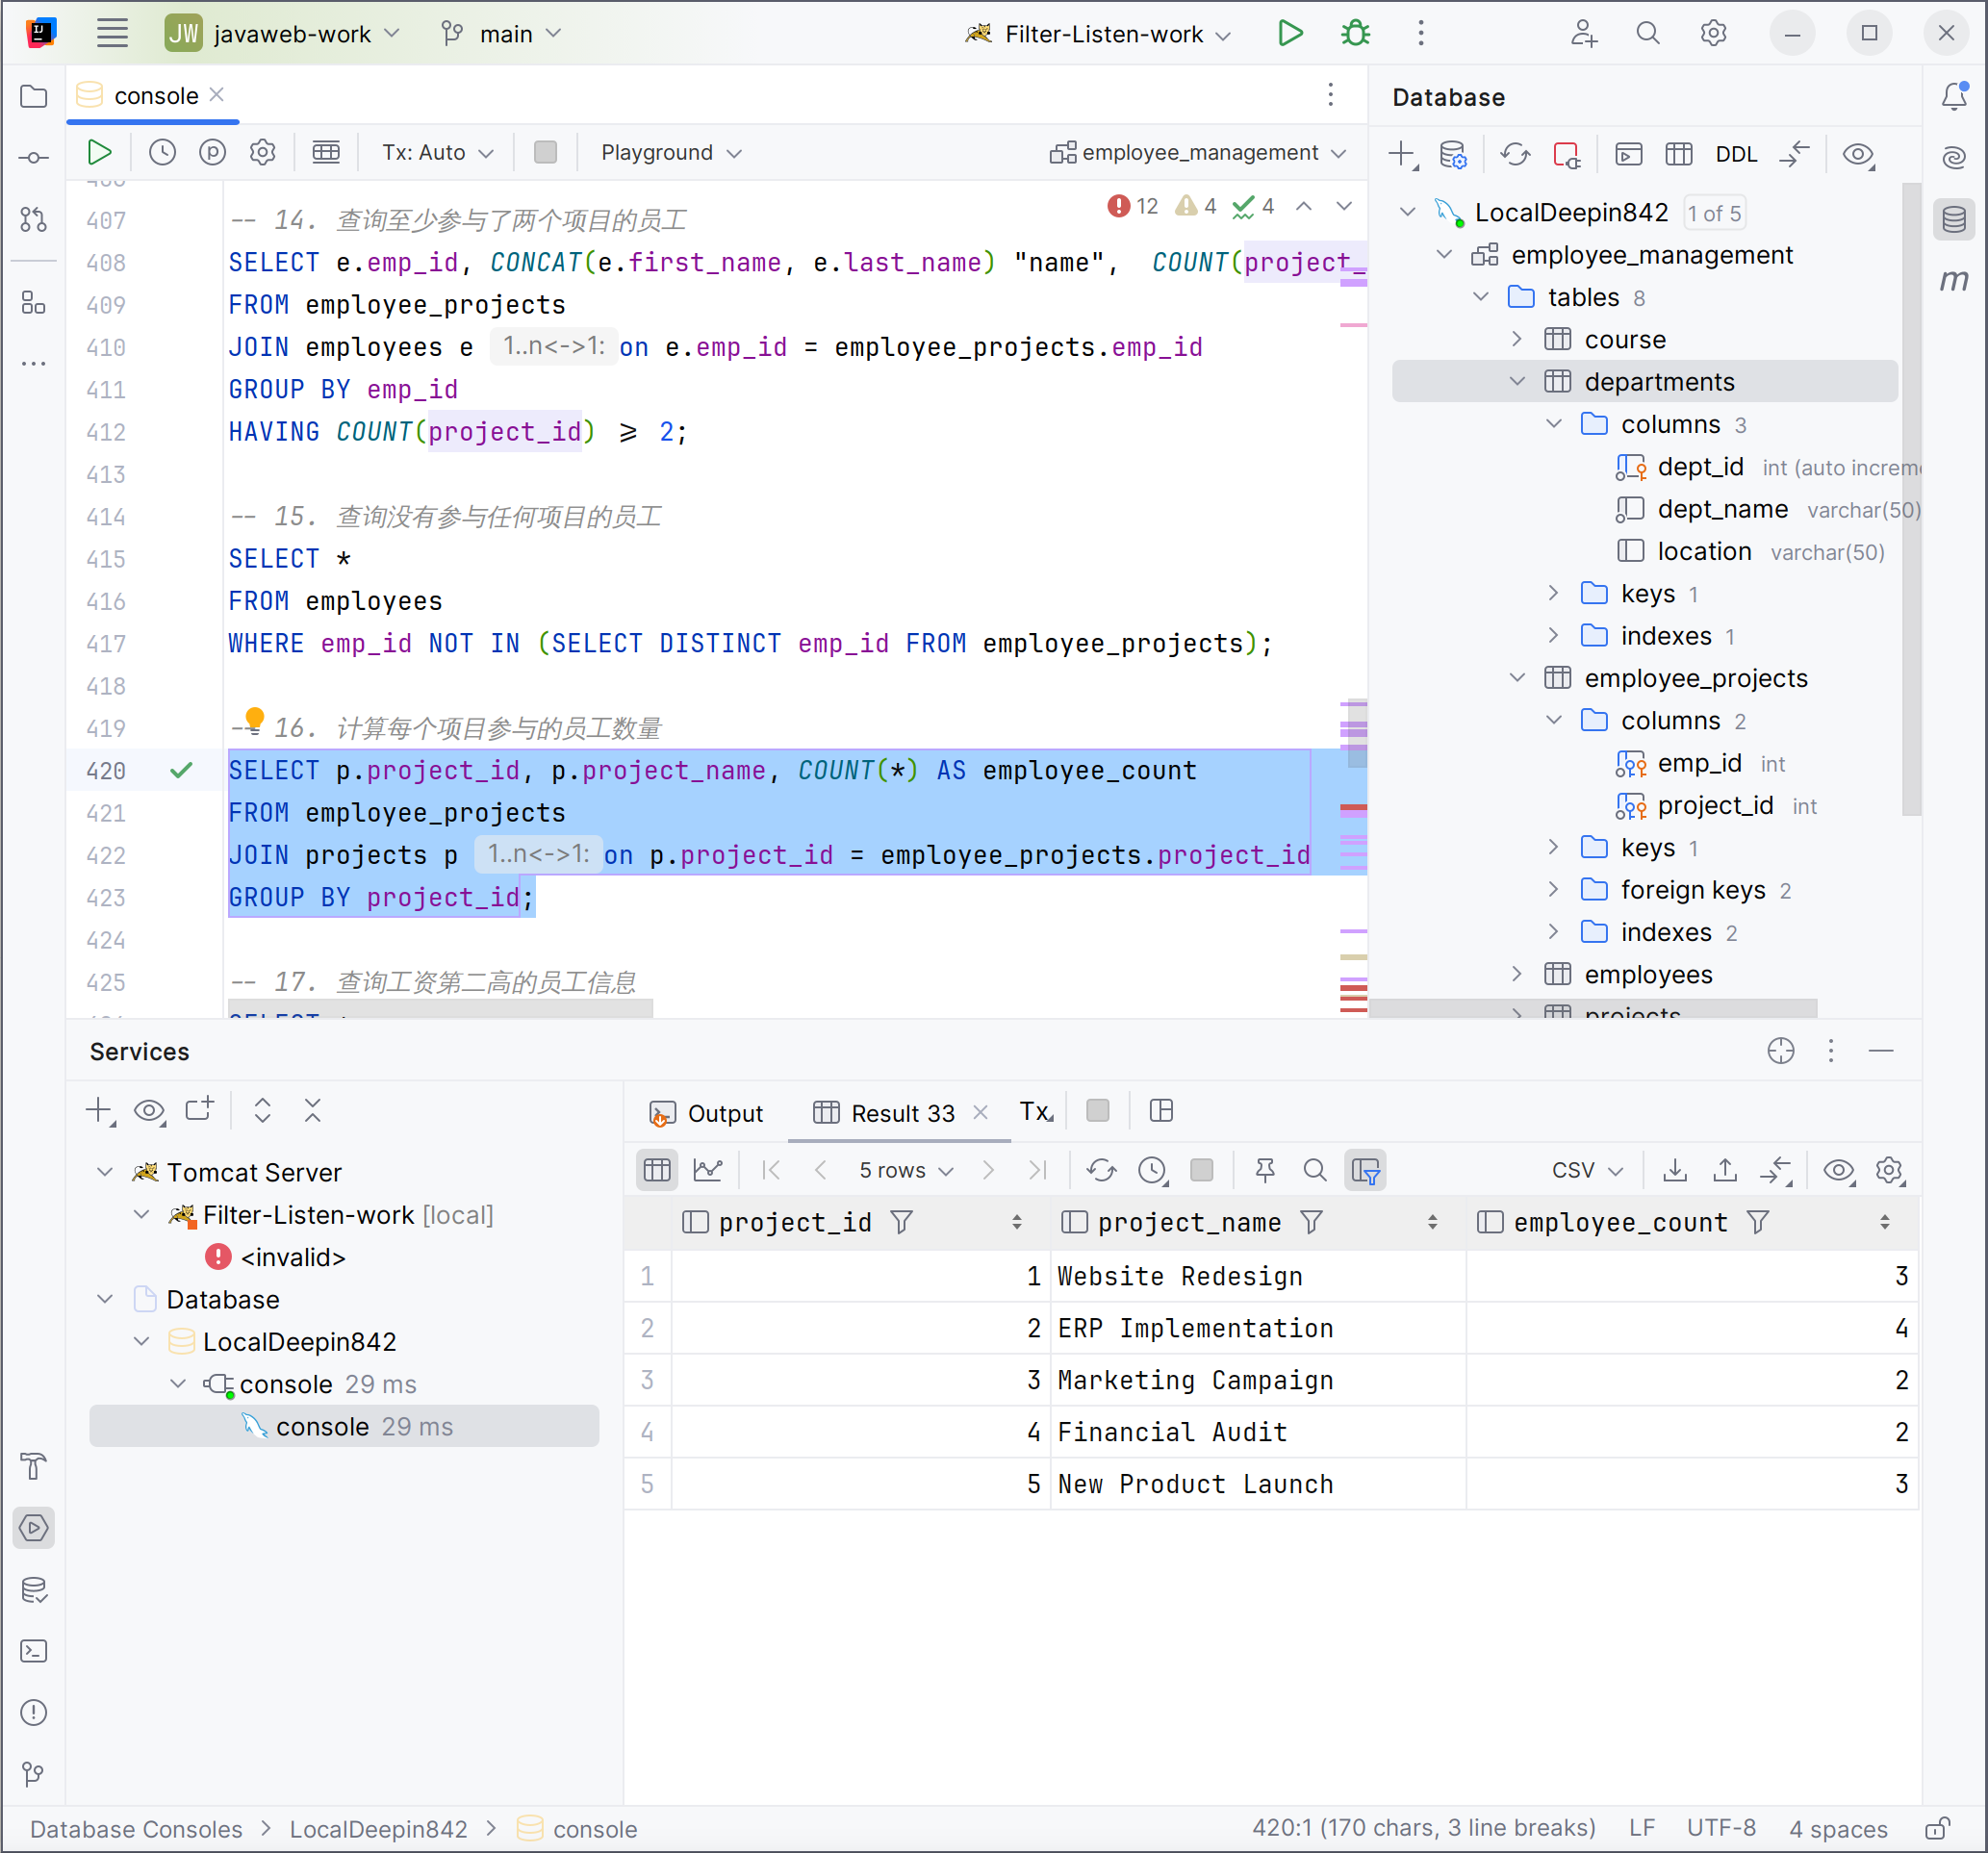 JW javaweb-work main Filter-Listen-work
console
Database
Tx: Auto Playground employee_management
DDL
12 4 4
407 -- 14. 查询至少参与了两个项目的员工
408 SELECT e.emp_id, CONCAT(e.first_name, e.last_name) "name",  COUNT(project_
409 FROM employee_projects
410 JOIN employees e 1..n<->1: on e.emp_id = employee_projects.emp_id
411 GROUP BY emp_id
412 HAVING COUNT(project_id) ⩾ 2;
413
414 -- 15. 查询没有参与任何项目的员工
415 SELECT *
416 FROM employees
417 WHERE emp_id NOT IN (SELECT DISTINCT emp_id FROM employee_projects);
418
419 -- 16. 计算每个项目参与的员工数量
420 SELECT p.project_id, p.project_name, COUNT(*) AS employee_count
421 FROM employee_projects
422 JOIN projects p 1..n<->1: on p.project_id = employee_projects.project_id
423 GROUP BY project_id;
424
425 -- 17. 查询工资第二高的员工信息
SELECT *
LocalDeepin842 1 of 5
employee_management
tables 8
course
departments
columns 3
dept_id int (auto increme
dept_name varchar(50)
location varchar(50)
keys 1
indexes 1
employee_projects
columns 2
emp_id int
project_id int
keys 1
foreign keys 2
indexes 2
employees
projects
m
Services
Tomcat Server
Filter-Listen-work [local]
<invalid>
Database
LocalDeepin842
console 29 ms
console 29 ms
Output Result 33 Tx
5 rows CSV
project_id project_name employee_count
1 1 Website Redesign 3
2 2 ERP Implementation 4
3 3 Marketing Campaign 2
4 4 Financial Audit 2
5 5 New Product Launch 3
Database Consoles LocalDeepin842 console 420:1 (170 chars, 3 line breaks) LF UTF-8 4 spaces